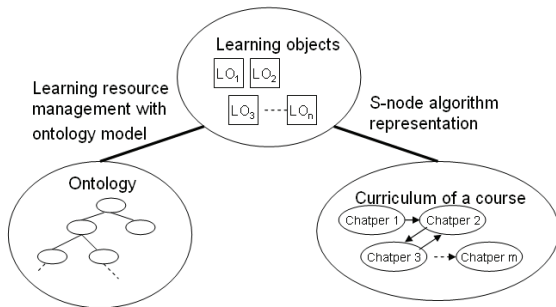 Learning objects
LO1 LO2
LO3 LOn
Learning resource
management with
ontology model
S-node algorithm
representation
Ontology
Curriculum of a course
Chatper 1 Chatper 2
Chatper 3 Chatper m